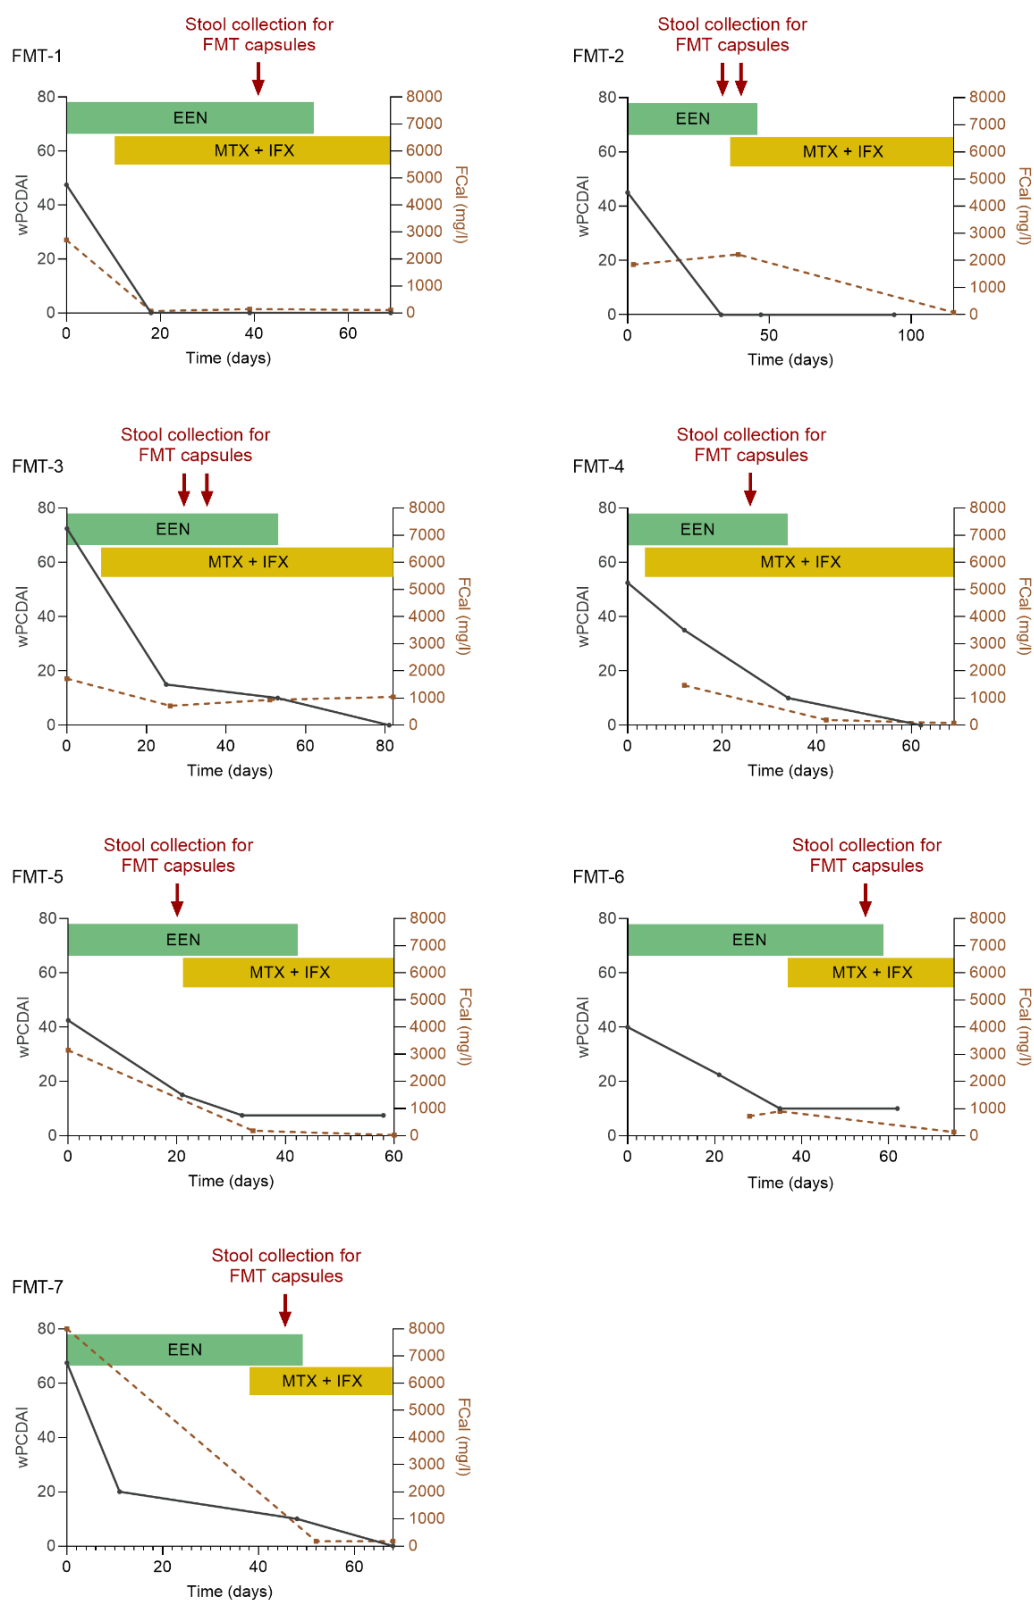 Stool collection for
FMT capsules
FMT-1
80
60
40
20
0
wPCDAI
EEN
MTX + IFX
8000
7000
6000
5000
4000
3000
2000
1000
0
FCal (mg/l)
0 20 40 60
Time (days)
Stool collection for
FMT capsules
FMT-2
80
60
40
20
0
wPCDAI
EEN
MTX + IFX
8000
7000
6000
5000
4000
3000
2000
1000
0
FCal (mg/l)
0 50 100
Time (days)
Stool collection for
FMT capsules
FMT-3
80
60
40
20
0
wPCDAI
EEN
MTX + IFX
8000
7000
6000
5000
4000
3000
2000
1000
0
FCal (mg/l)
0 20 40 60 80
Time (days)
Stool collection for
FMT capsules
FMT-4
80
60
40
20
0
wPCDAI
EEN
MTX + IFX
8000
7000
6000
5000
4000
3000
2000
1000
0
FCal (mg/l)
0 20 40 60
Time (days)
Stool collection for
FMT capsules
FMT-5
80
60
40
20
0
wPCDAI
EEN
MTX + IFX
8000
7000
6000
5000
4000
3000
2000
1000
0
FCal (mg/l)
0 20 40 60
Time (days)
Stool collection for
FMT capsules
FMT-6
80
60
40
20
0
wPCDAI
EEN
MTX + IFX
8000
7000
6000
5000
4000
3000
2000
1000
0
FCal (mg/l)
0 20 40 60
Time (days)
Stool collection for
FMT capsules
FMT-7
80
60
40
20
0
wPCDAI
EEN
MTX + IFX
8000
7000
6000
5000
4000
3000
2000
1000
0
FCal (mg/l)
0 20 40 60
Time (days)